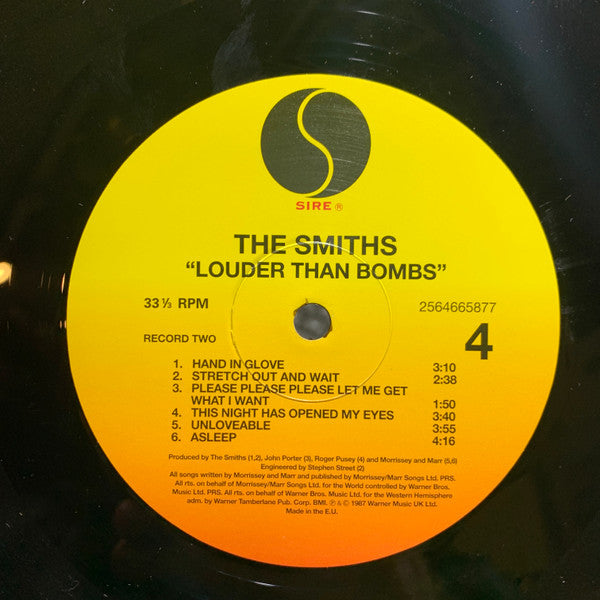 SIRE ®
THE SMITHS
“LOUDER THAN BOMBS”
33 ⅓ RPM
2564665877
RECORD TWO
4
1. HAND IN GLOVE 3:10
2. STRETCH OUT AND WAIT 2:38
3. PLEASE PLEASE PLEASE LET ME GET
WHAT I WANT 1:50
4. THIS NIGHT HAS OPENED MY EYES 3:40
5. UNLOVEABLE 3:55
6. ASLEEP 4:16
Produced by The Smiths (1,2), John Porter (3), Roger Pusey (4) and Morrissey and Marr (5,6)
Engineered by Stephen Street (2)
All songs written by Morrissey and Marr and published by Morrissey/Marr Songs Ltd. PRS.
All rts. on behalf of Morrissey/Marr Songs Ltd. for the World controlled by Warner Bros.
Music Ltd. PRS. All rts. on behalf of Warner Bros. Music Ltd. for the Western Hemisphere
adm. by Warner Tamberlane Pub. Corp. BMI. ℗ & © 1987 Warner Music UK Ltd.
Made in the E.U.